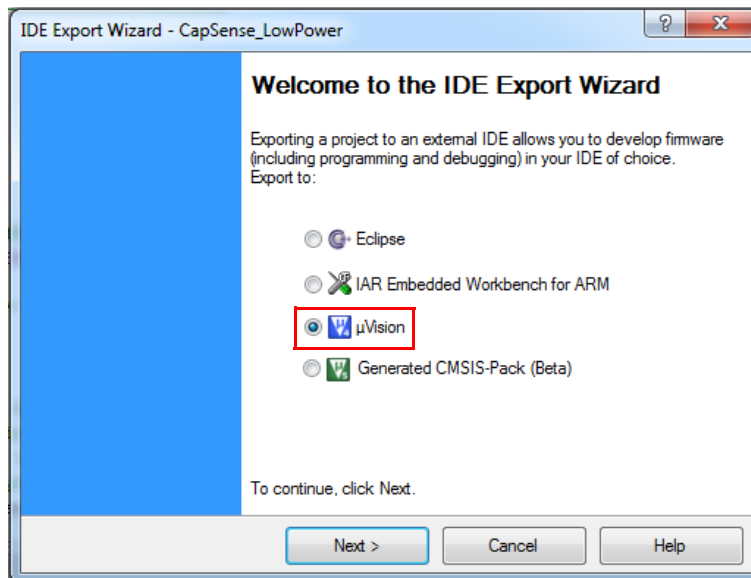 IDE Export Wizard - CapSense_LowPower
Welcome to the IDE Export Wizard
Exporting a project to an external IDE allows you to develop firmware
(including programming and debugging) in your IDE of choice.
Export to:
Eclipse
IAR Embedded Workbench for ARM
µVision
Generated CMSIS-Pack (Beta)
To continue, click Next.
Next >
Cancel
Help